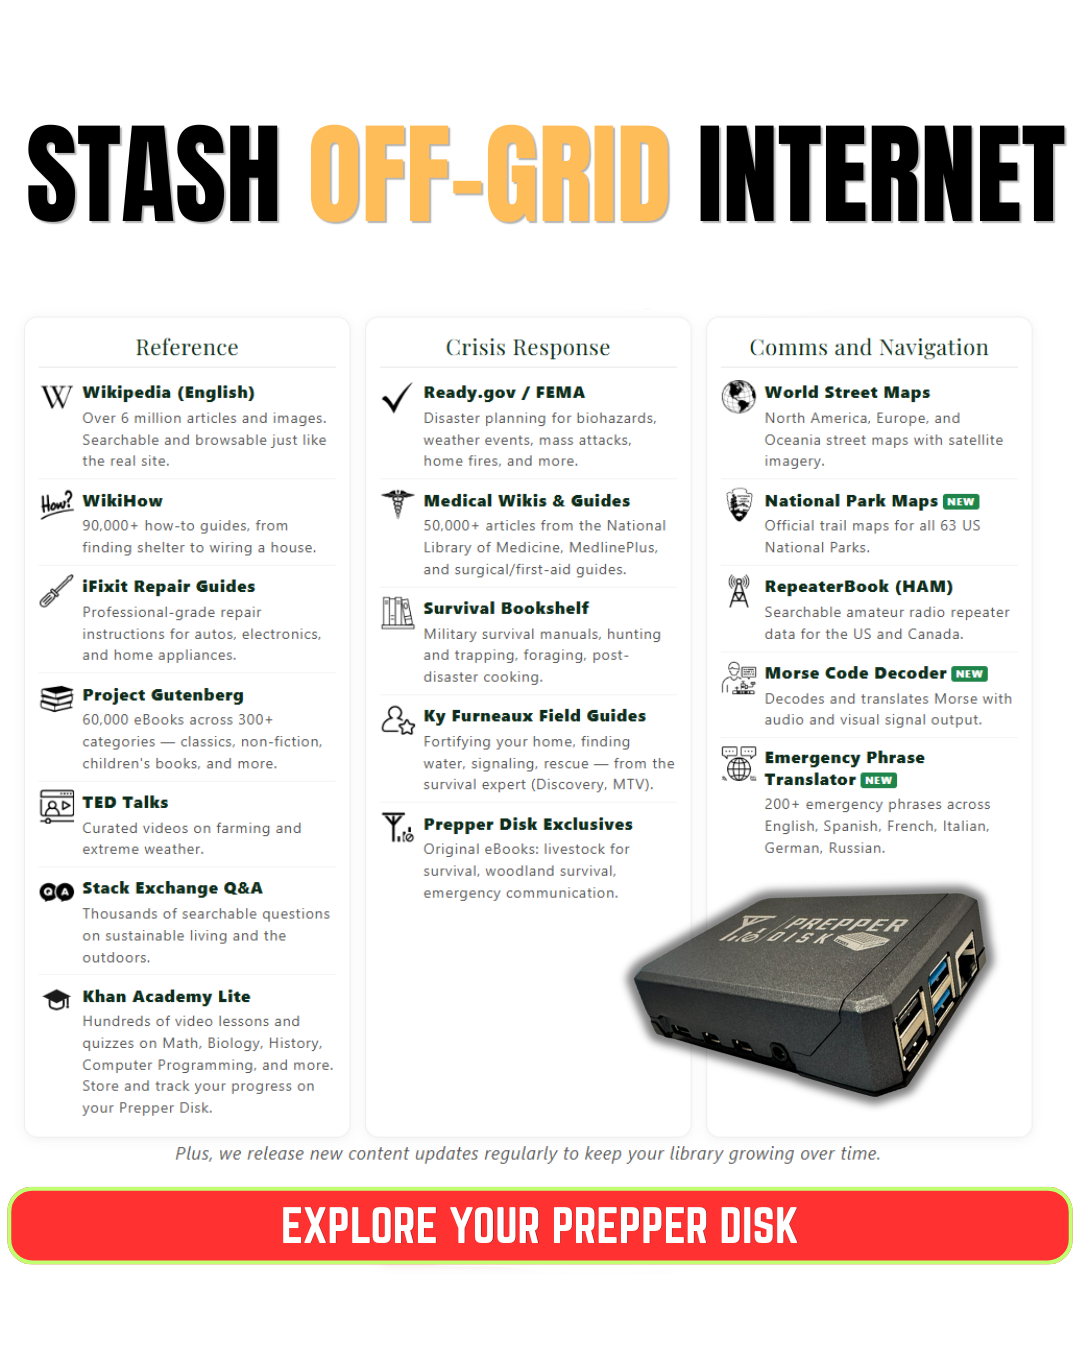 STASH OFF-GRID INTERNET
Reference
Wikipedia (English)
Over 6 million articles and images.
Searchable and browsable just like
the real site.
How?
WikiHow
90,000+ how-to guides, from
finding shelter to wiring a house.
iFixit Repair Guides
Professional-grade repair
instructions for autos, electronics,
and home appliances.
Project Gutenberg
60,000 eBooks across 300+
categories — classics, non-fiction,
children's books, and more.
TED Talks
Curated videos on farming and
extreme weather.
Q A
Stack Exchange Q&A
Thousands of searchable questions
on sustainable living and the
outdoors.
Khan Academy Lite
Hundreds of video lessons and
quizzes on Math, Biology, History,
Computer Programming, and more.
Store and track your progress on
your Prepper Disk.
Crisis Response
Ready.gov / FEMA
Disaster planning for biohazards,
weather events, mass attacks,
home fires, and more.
Medical Wikis & Guides
50,000+ articles from the National
Library of Medicine, MedlinePlus,
and surgical/first-aid guides.
Survival Bookshelf
Military survival manuals, hunting
and trapping, foraging, post-
disaster cooking.
Ky Furneaux Field Guides
Fortifying your home, finding
water, signaling, rescue — from the
survival expert (Discovery, MTV).
Prepper Disk Exclusives
Original eBooks: livestock for
survival, woodland survival,
emergency communication.
Comms and Navigation
World Street Maps
North America, Europe, and
Oceania street maps with satellite
imagery.
National Park Maps NEW
Official trail maps for all 63 US
National Parks.
RepeaterBook (HAM)
Searchable amateur radio repeater
data for the US and Canada.
Morse Code Decoder NEW
Decodes and translates Morse with
audio and visual signal output.
Emergency Phrase
Translator NEW
200+ emergency phrases across
English, Spanish, French, Italian,
German, Russian.
PREPPER
DISK
Plus, we release new content updates regularly to keep your library growing over time.
EXPLORE YOUR PREPPER DISK